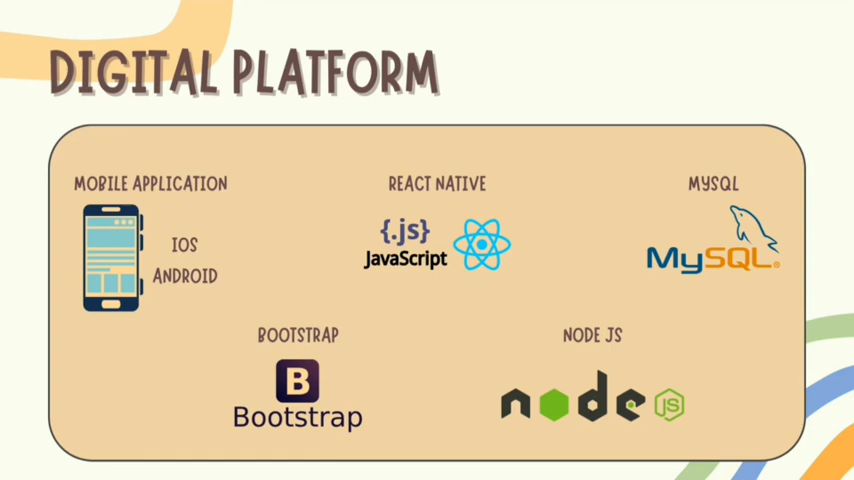 DIGITAL PLATFORM
MOBILE APPLICATION
IOS
ANDROID
REACT NATIVE
{.js}
JavaScript
MYSQL
MySQL®
BOOTSTRAP
B
Bootstrap
NODE JS
node
JS